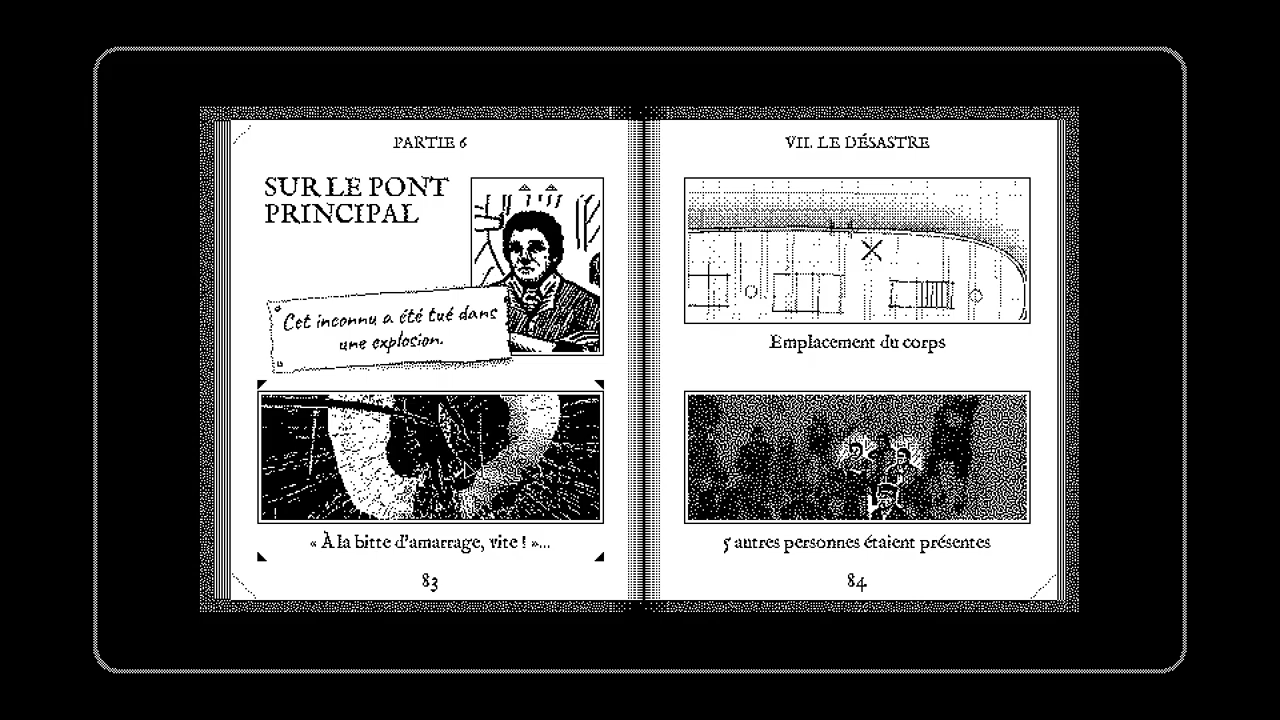 PARTIE 6
SUR LE PONT
PRINCIPAL
Cet inconnu a été tué dans
une explosion.
« À la bitte d'amarrage, vite ! »...
83
VII. LE DÉSASTRE
Emplacement du corps
5 autres personnes étaient présentes
84